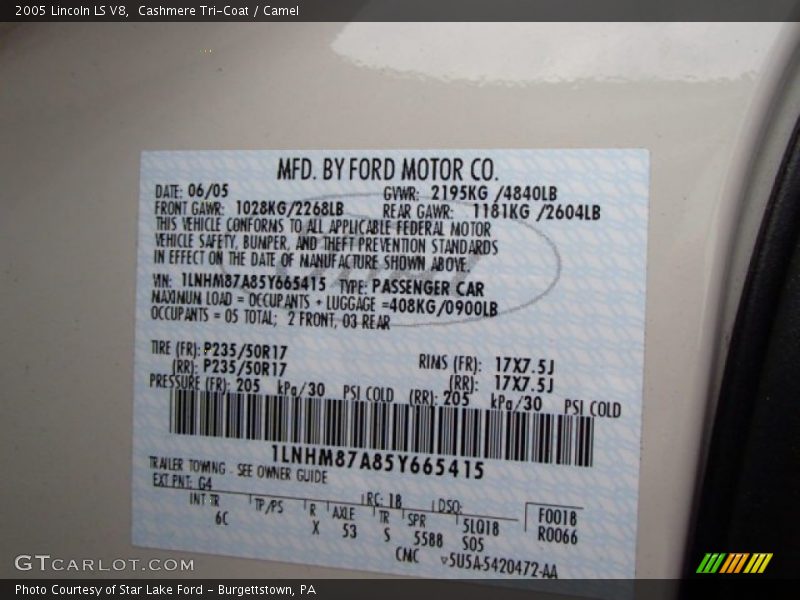 2005 Lincoln LS V8, Cashmere Tri-Coat / Camel
MFD. BY FORD MOTOR CO.
DATE: 06/05 GVWR: 2195KG /4840LB
FRONT GAWR: 1028KG/2268LB REAR GAWR: 1181KG /2604LB
THIS VEHICLE CONFORMS TO ALL APPLICABLE FEDERAL MOTOR
VEHICLE SAFETY, BUMPER, AND THEFT PREVENTION STANDARDS
IN EFFECT ON THE DATE OF MANUFACTURE SHOWN ABOVE.
VIN: 1LNHM87A85Y665415 TYPE: PASSENGER CAR
MAXIMUM LOAD = OCCUPANTS + LUGGAGE =408KG/0900LB
OCCUPANTS = 05 TOTAL; 2 FRONT, 03 REAR
TIRE (FR): P235/50R17 RIMS (FR): 17X7.5J
(RR): P235/50R17 (RR): 17X7.5J
PRESSURE (FR): 205 kPa/30 PSI COLD (RR): 205 kPa/30 PSI COLD
1LNHM87A85Y665415
TRAILER TOWING - SEE OWNER GUIDE
EXT PNT: G4 RC: 18 DSO: F0018
INT TR TP/PS R AXLE TR SPR 5L018 R0066
6C X 53 S 5588 S05
CMC ▽5U5A-5420472-AA
GTCARLOT.COM
Photo Courtesy of Star Lake Ford - Burgettstown, PA